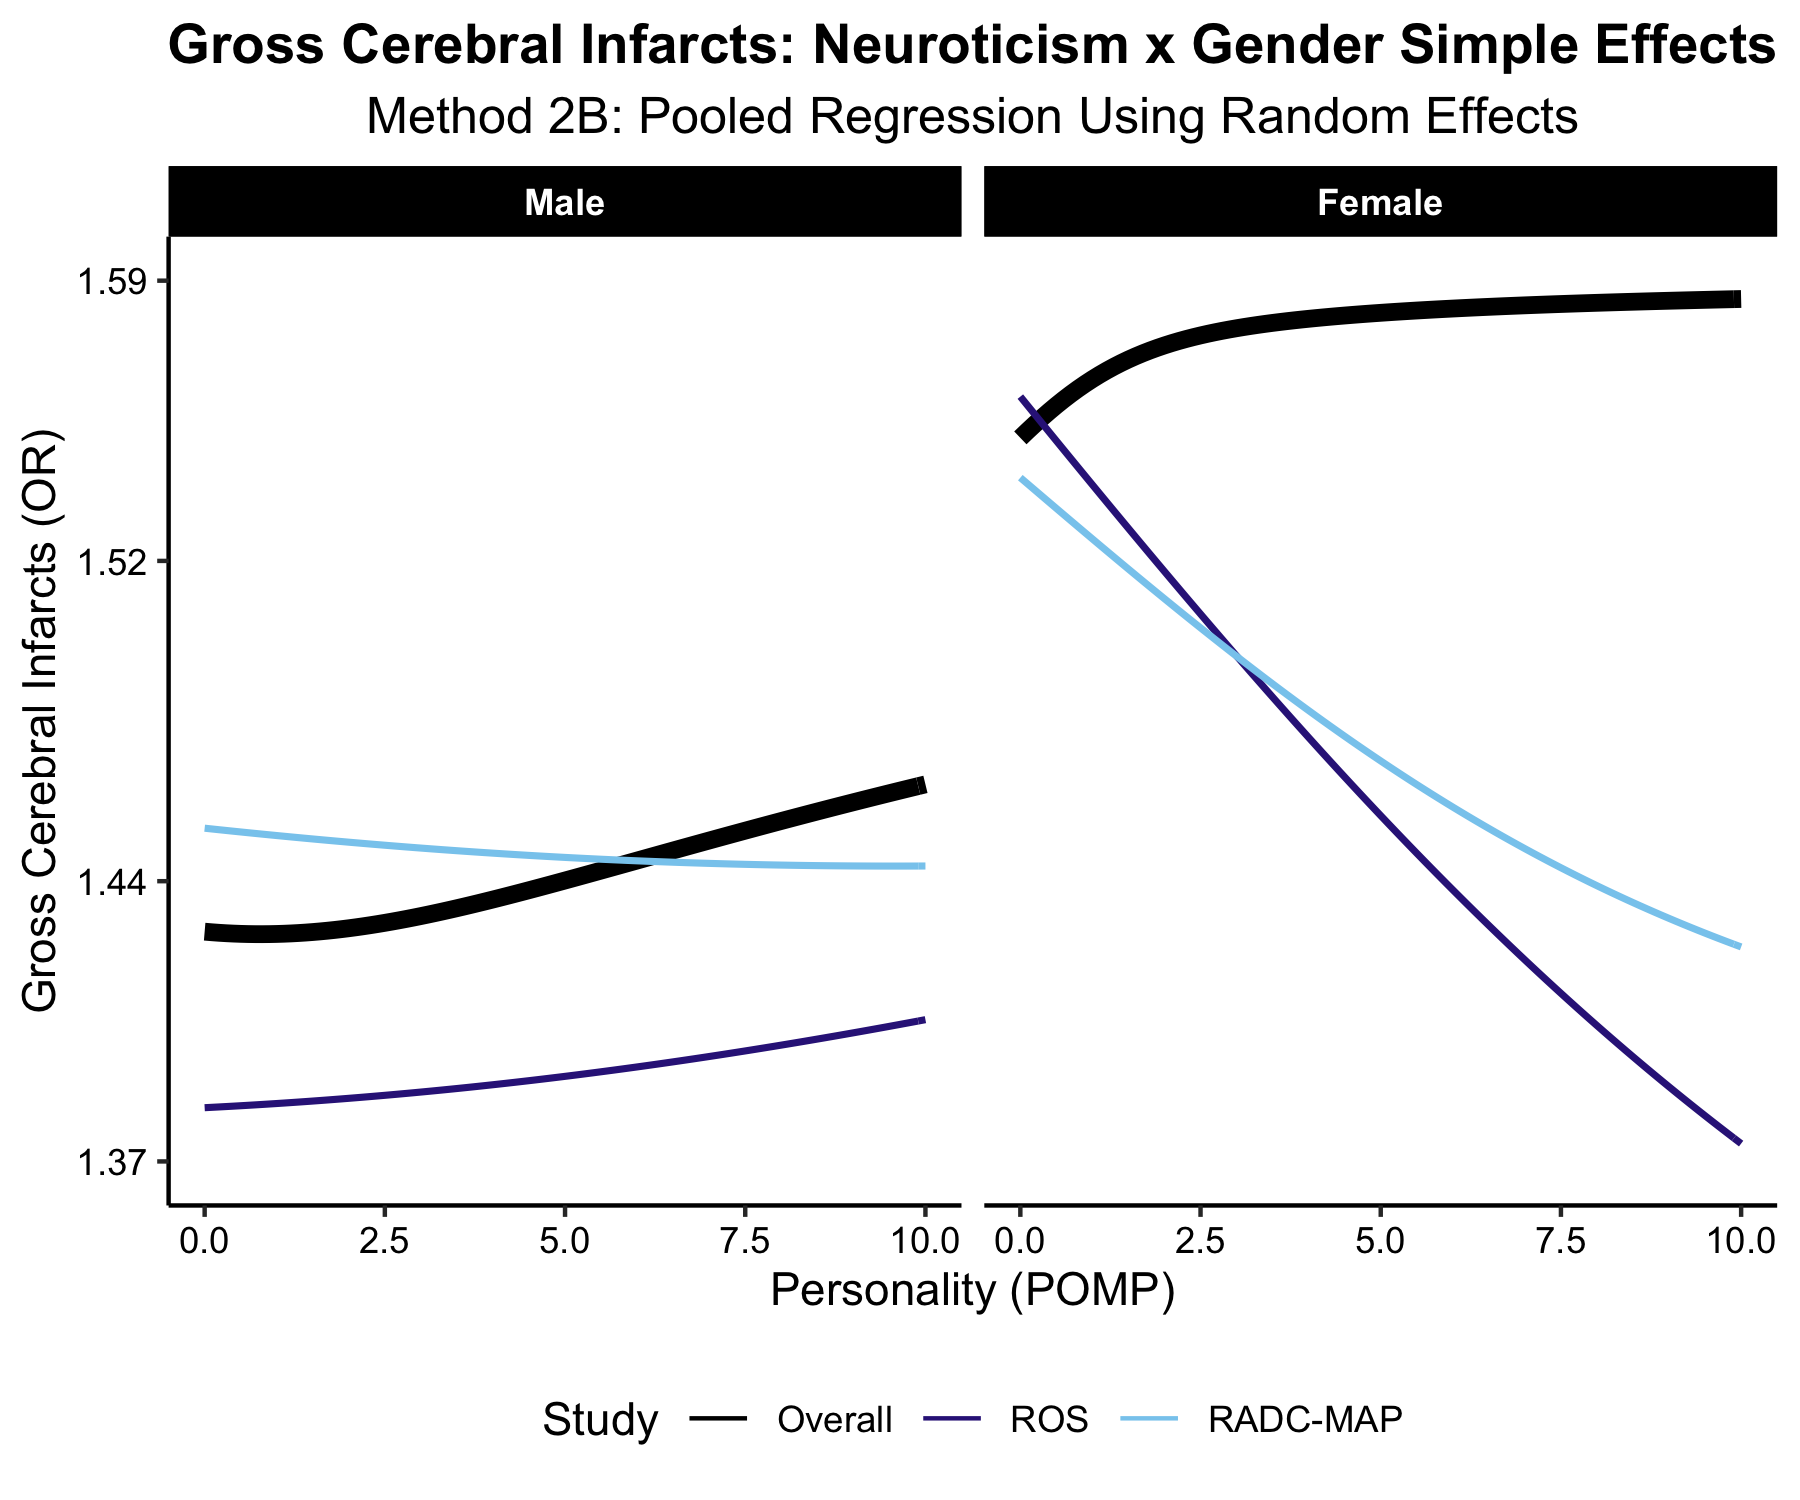 Gross Cerebral Infarcts: Neuroticism x Gender Simple Effects
Method 2B: Pooled Regression Using Random Effects
Male Female
Gross Cerebral Infarcts (OR)
1.59
1.52
1.44
1.37
0.0 2.5 5.0 7.5 10.0 0.0 2.5 5.0 7.5 10.0
Personality (POMP)
Study Overall ROS RADC-MAP